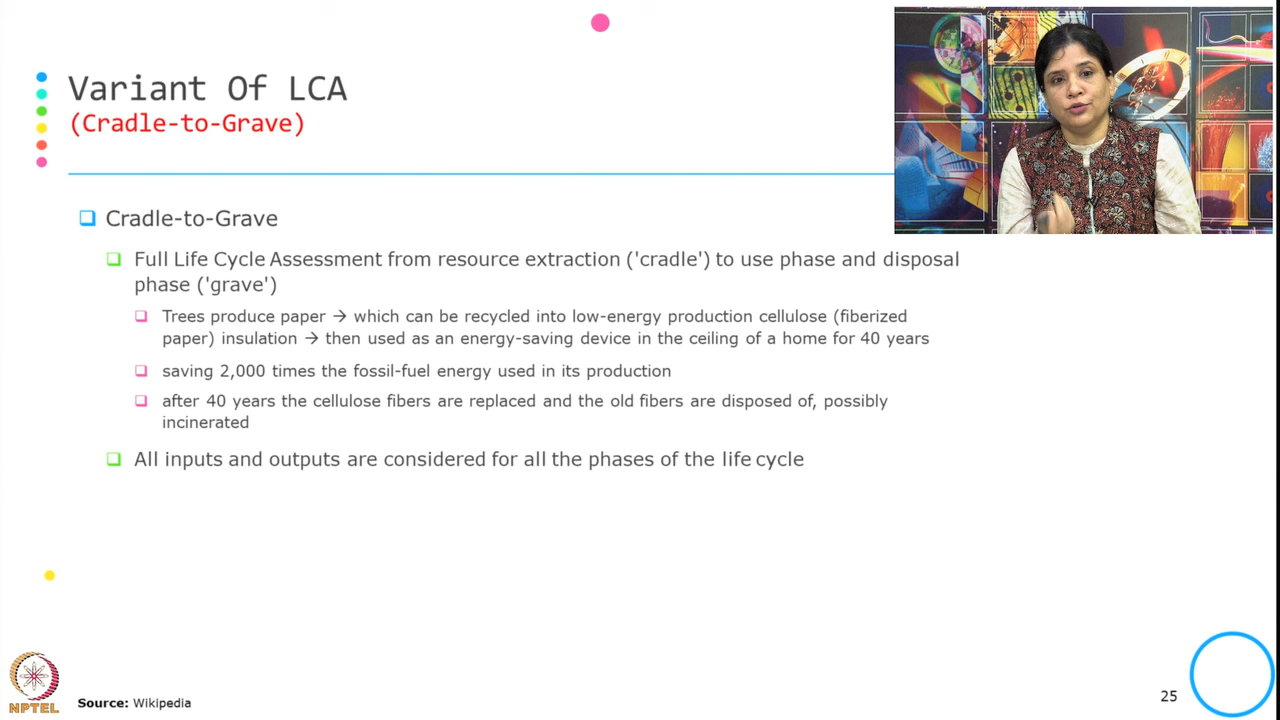 Variant Of LCA
(Cradle-to-Grave)
Cradle-to-Grave
Full Life Cycle Assessment from resource extraction ('cradle') to use phase and disposal
phase ('grave')
Trees produce paper → which can be recycled into low-energy production cellulose (fiberized
paper) insulation → then used as an energy-saving device in the ceiling of a home for 40 years
saving 2,000 times the fossil-fuel energy used in its production
after 40 years the cellulose fibers are replaced and the old fibers are disposed of, possibly
incinerated
All inputs and outputs are considered for all the phases of the life cycle
NPTEL
Source: Wikipedia
25